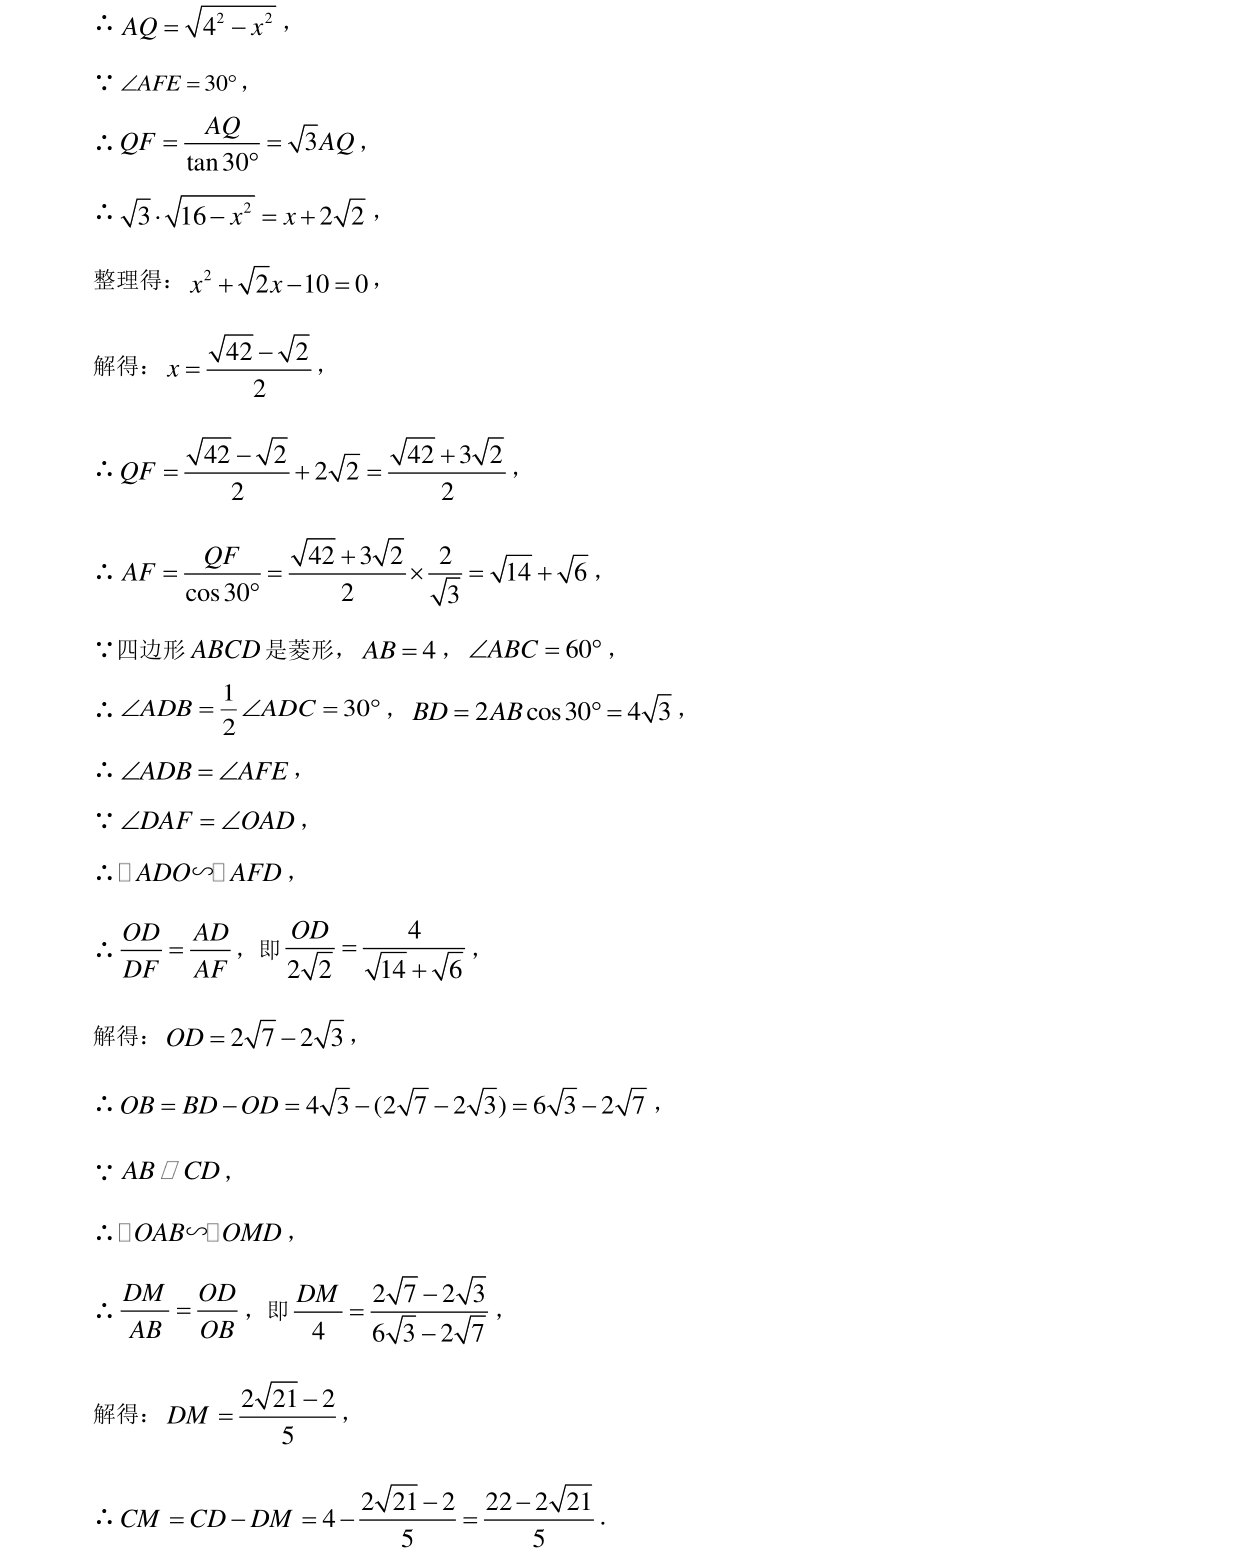 ∴ AQ = √(4² − x²) ，
∵ ∠AFE = 30° ，
∴ QF = AQ / tan 30° = √3AQ ，
∴ √3 · √(16 − x²) = x + 2√2 ，
整理得： x² + √2x − 10 = 0 ，
解得： x = (√42 − √2) / 2 ，
∴ QF = (√42 − √2) / 2 + 2√2 = (√42 + 3√2) / 2 ，
∴ AF = QF / cos 30° = (√42 + 3√2) / 2 × 2 / √3 = √14 + √6 ，
∵ 四边形 ABCD 是菱形， AB = 4 ， ∠ABC = 60° ，
∴ ∠ADB = 1/2 ∠ADC = 30° ， BD = 2AB cos 30° = 4√3 ，
∴ ∠ADB = ∠AFE ，
∵ ∠DAF = ∠OAD ，
∴ □ ADO∽□ AFD ，
∴ OD / DF = AD / AF ，即 OD / 2√2 = 4 / (√14 + √6) ，
解得： OD = 2√7 − 2√3 ，
∴ OB = BD − OD = 4√3 − (2√7 − 2√3) = 6√3 − 2√7 ，
∵ AB □ CD ，
∴ □ OAB∽□ OMD ，
∴ DM / AB = OD / OB ，即 DM / 4 = (2√7 − 2√3) / (6√3 − 2√7) ，
解得： DM = (2√21 − 2) / 5 ，
∴ CM = CD − DM = 4 − (2√21 − 2) / 5 = (22 − 2√21) / 5 .